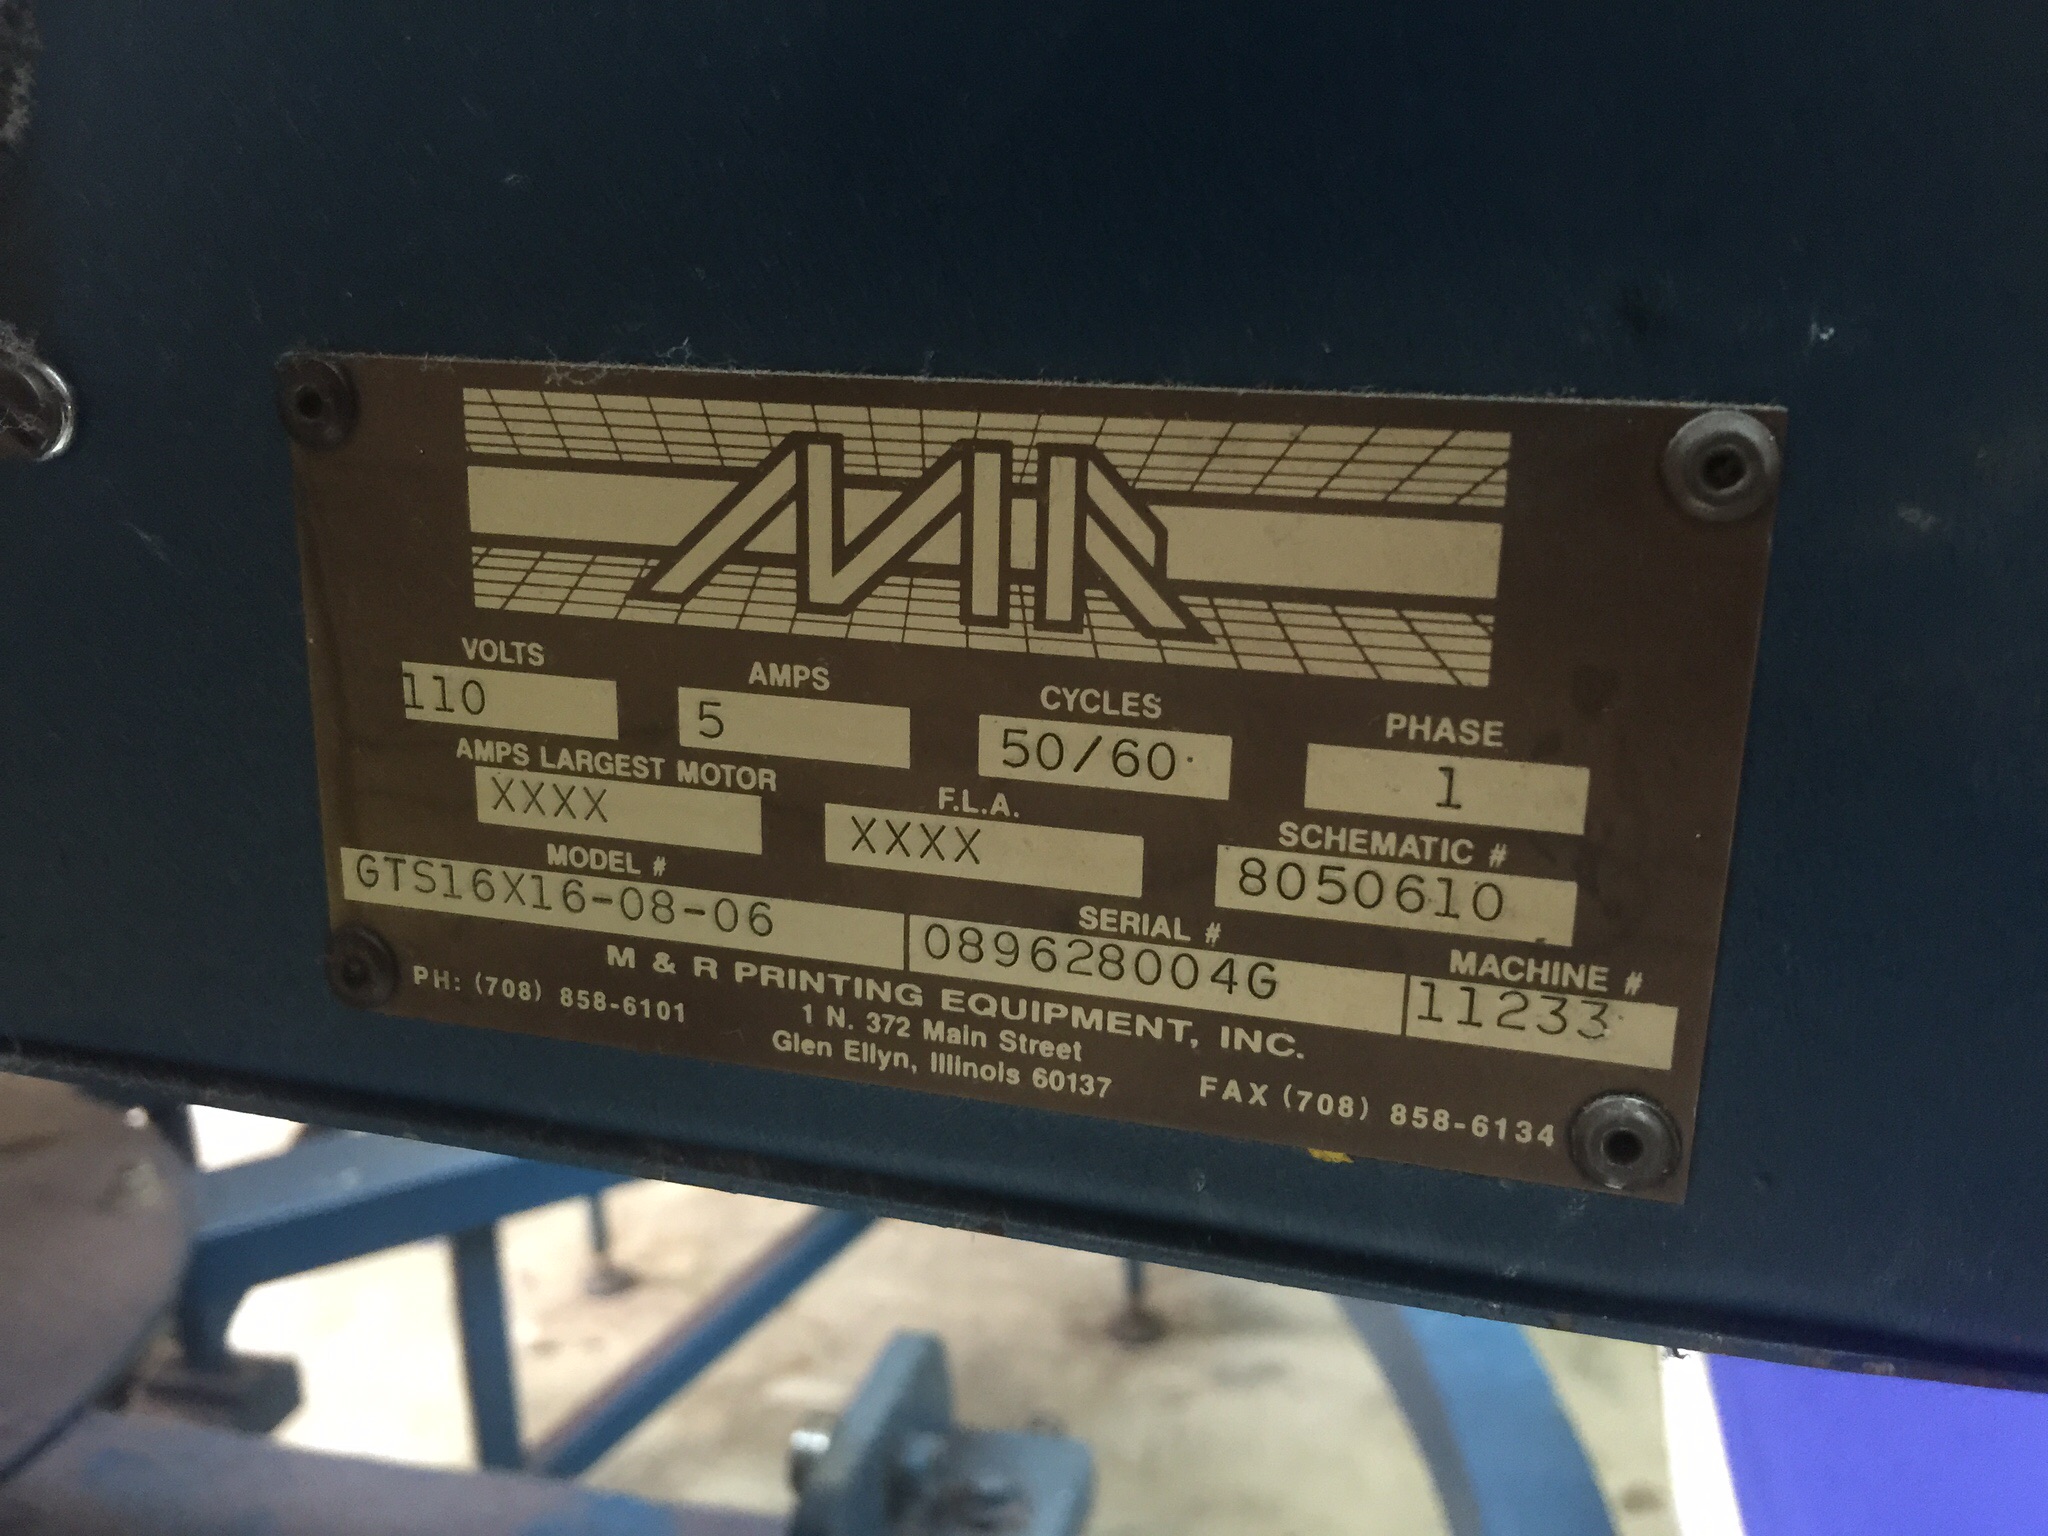 MR
VOLTS AMPS CYCLES PHASE
110 5 50/60 1
AMPS LARGEST MOTOR F.L.A. SCHEMATIC #
XXXX XXXX 8050610
MODEL # SERIAL # MACHINE #
GTS16X16-08-06 089628004G 11233
M & R PRINTING EQUIPMENT, INC.
PH: (708) 858-6101 1 N. 372 Main Street
Glen Ellyn, Illinois 60137 FAX (708) 858-6134